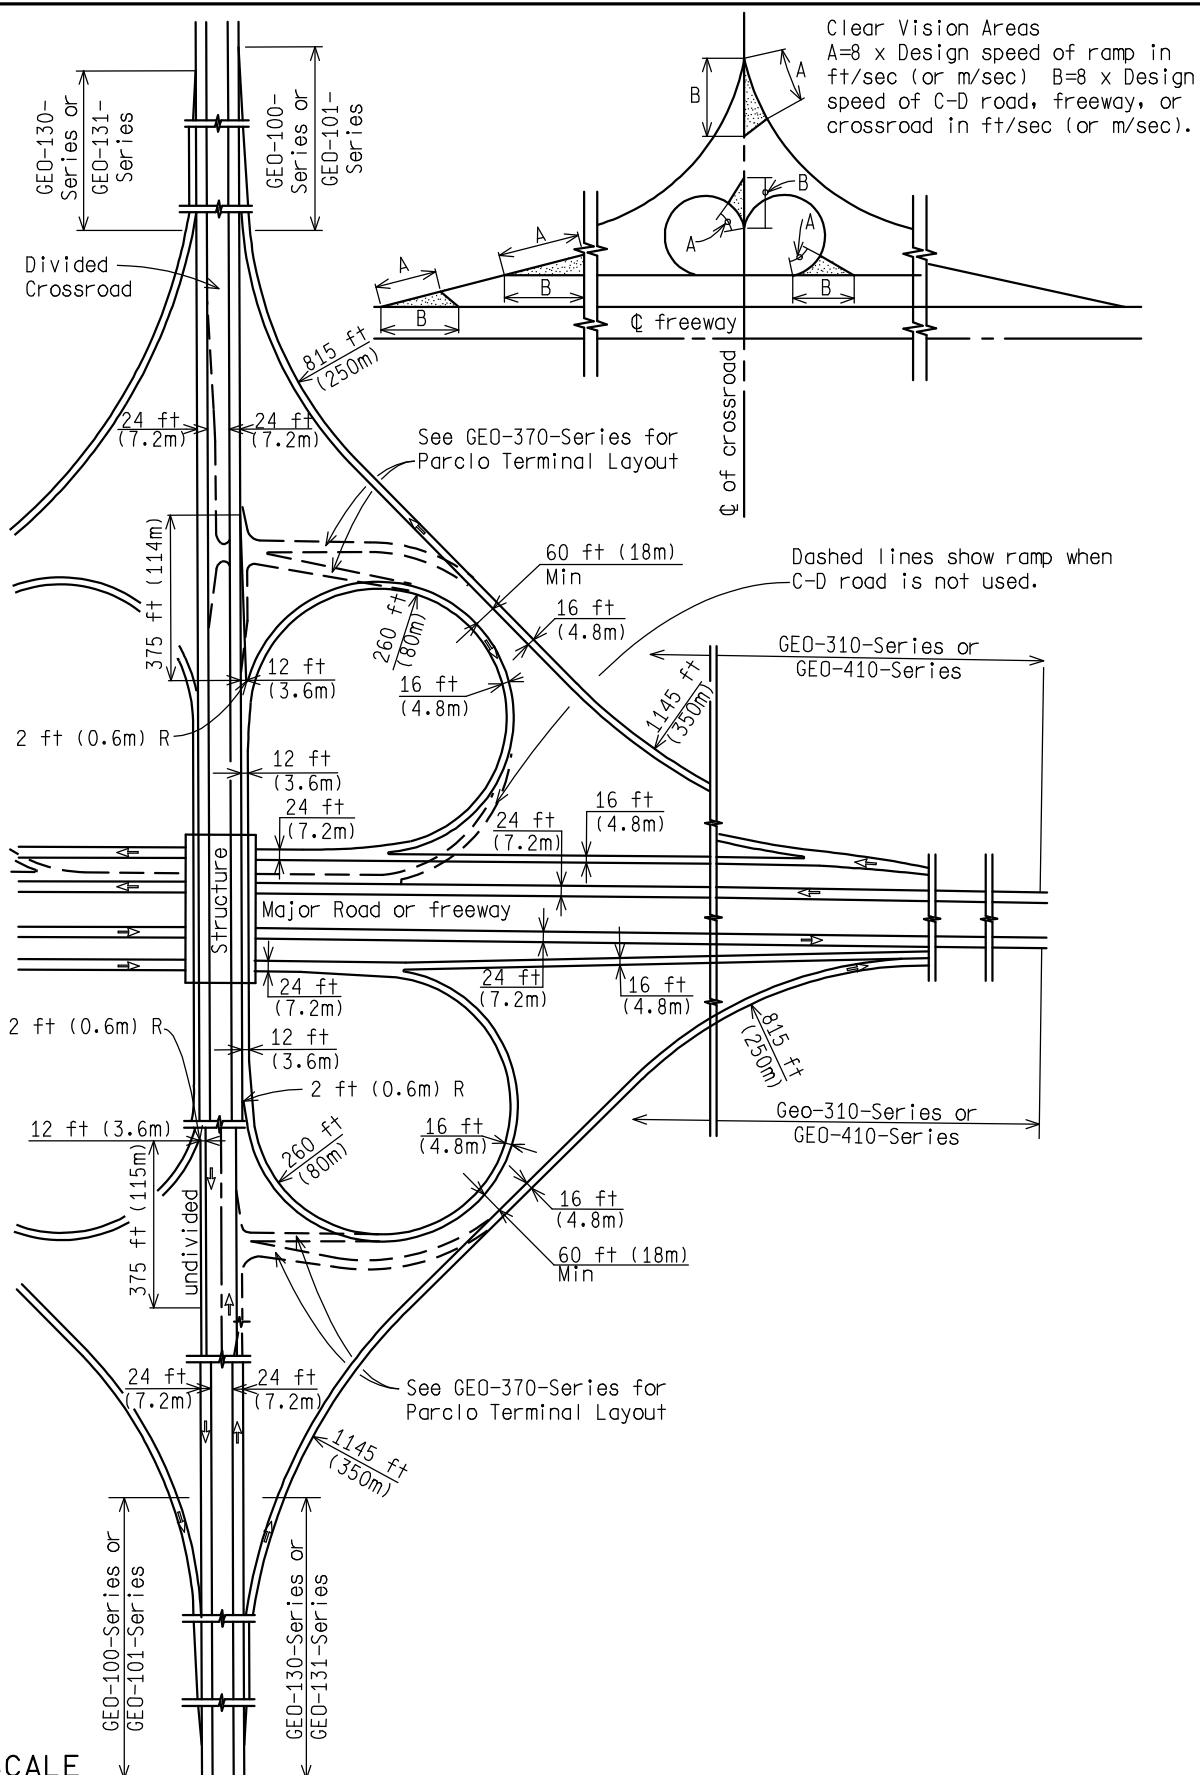 Clear Vision Areas
A=8 x Design speed of ramp in
ft/sec (or m/sec) B=8 x Design
speed of C-D road, freeway, or
crossroad in ft/sec (or m/sec).
A
B
B
A
A
A
B
A
B
B
℄ freeway
℄ of crossroad
GEO-130-
Series or
GEO-131-
Series
GEO-100-
Series or
GEO-101-
Series
Divided
Crossroad
815 ft
(250m)
24 ft
(7.2m)
24 ft
(7.2m)
See GEO-370-Series for
Parclo Terminal Layout
375 ft (114m)
60 ft (18m)
Min
Dashed lines show ramp when
C-D road is not used.
16 ft
(4.8m)
260 ft
(80m)
GEO-310-Series or
GEO-410-Series
12 ft
(3.6m)
16 ft
(4.8m)
1145 ft
(350m)
2 ft (0.6m) R
12 ft
(3.6m)
24 ft
(7.2m)
24 ft
(7.2m)
16 ft
(4.8m)
Structure
Major Road or freeway
24 ft
(7.2m)
24 ft
(7.2m)
16 ft
(4.8m)
2 ft (0.6m) R
12 ft
(3.6m)
815 ft
(250m)
2 ft (0.6m) R
12 ft (3.6m)
260 ft
(80m)
16 ft
(4.8m)
Geo-310-Series or
GEO-410-Series
375 ft (115m)
undivided
16 ft
(4.8m)
60 ft (18m)
Min
24 ft
(7.2m)
24 ft
(7.2m)
See GEO-370-Series for
Parclo Terminal Layout
1145 ft
(350m)
GEO-100-Series or
GEO-101-Series
GEO-130-Series or
GEO-131-Series
CALE